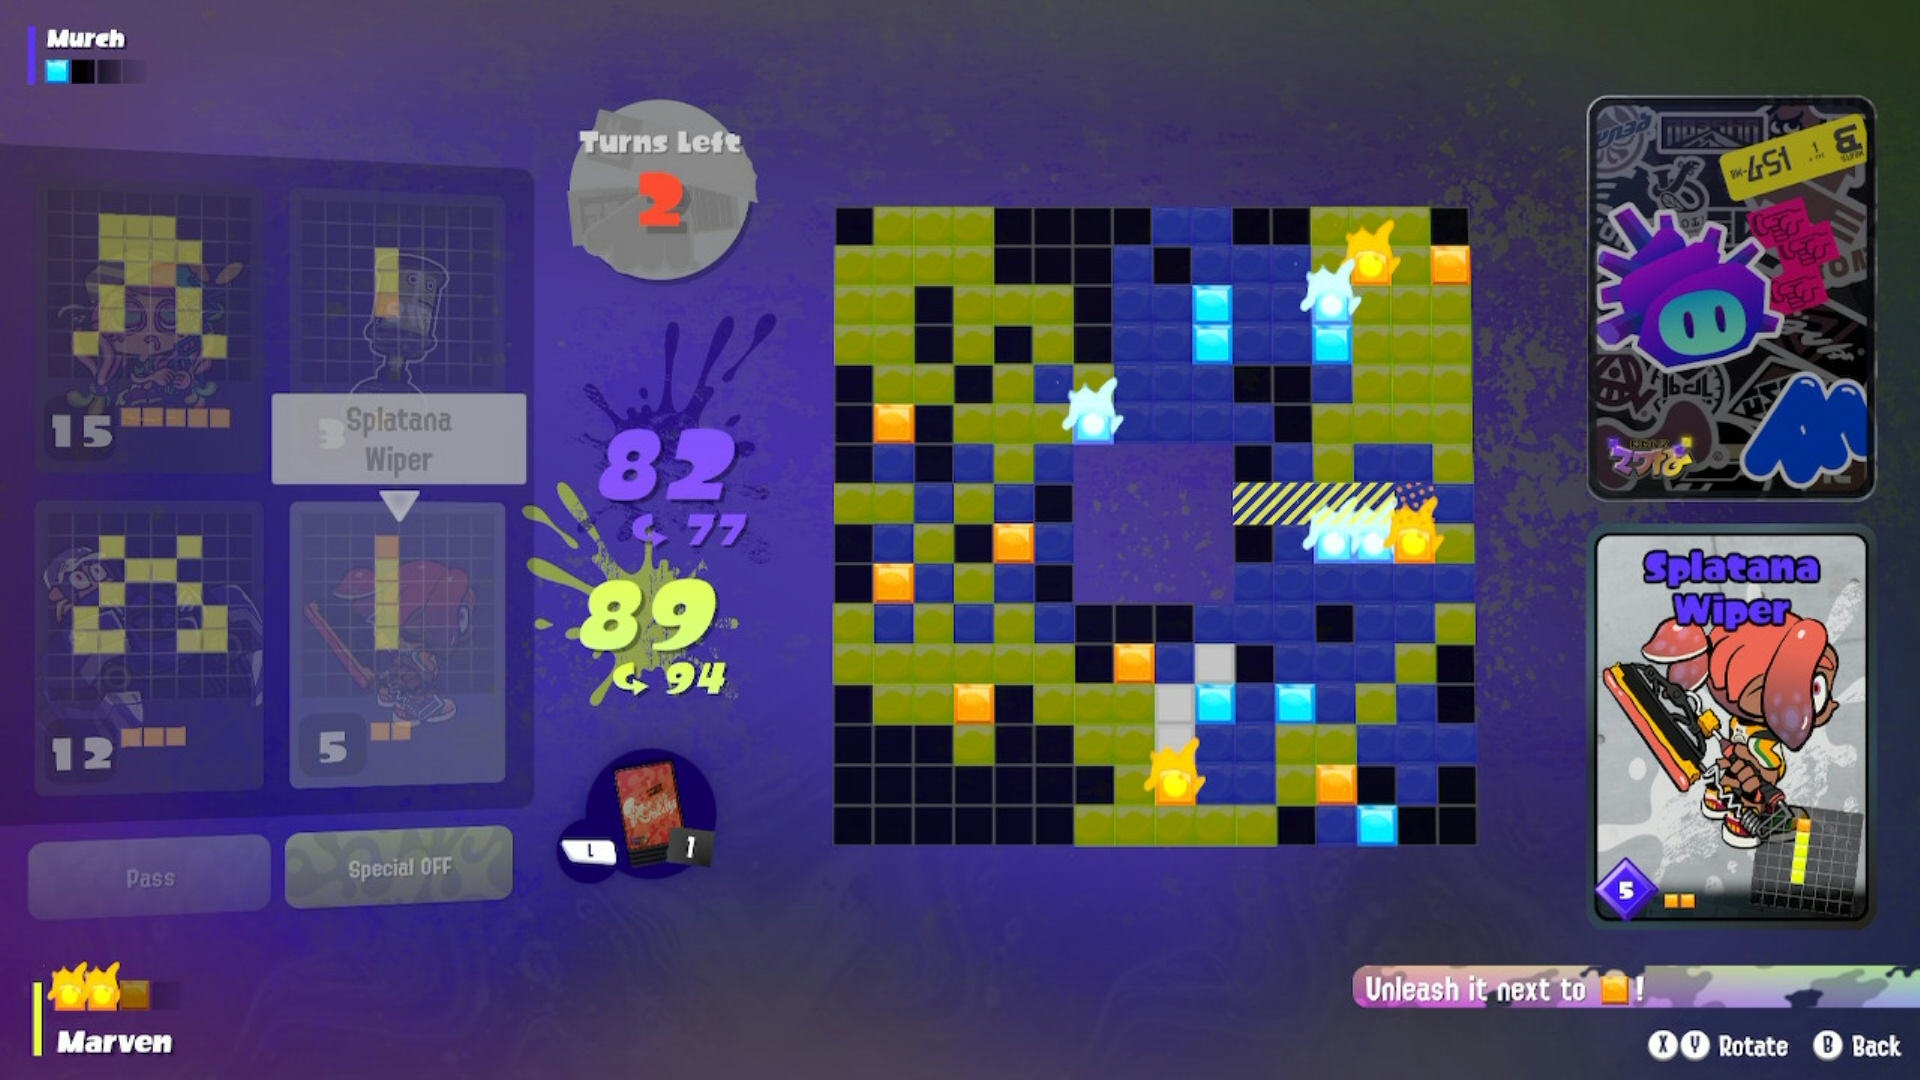 Murch
Turns Left
2
15
3
Splatana
Wiper
12
5
82
77
89
94
L
1
Pass
Special OFF
Marven
Splatana
Wiper
5
Unleash it next to !
X Y Rotate B Back